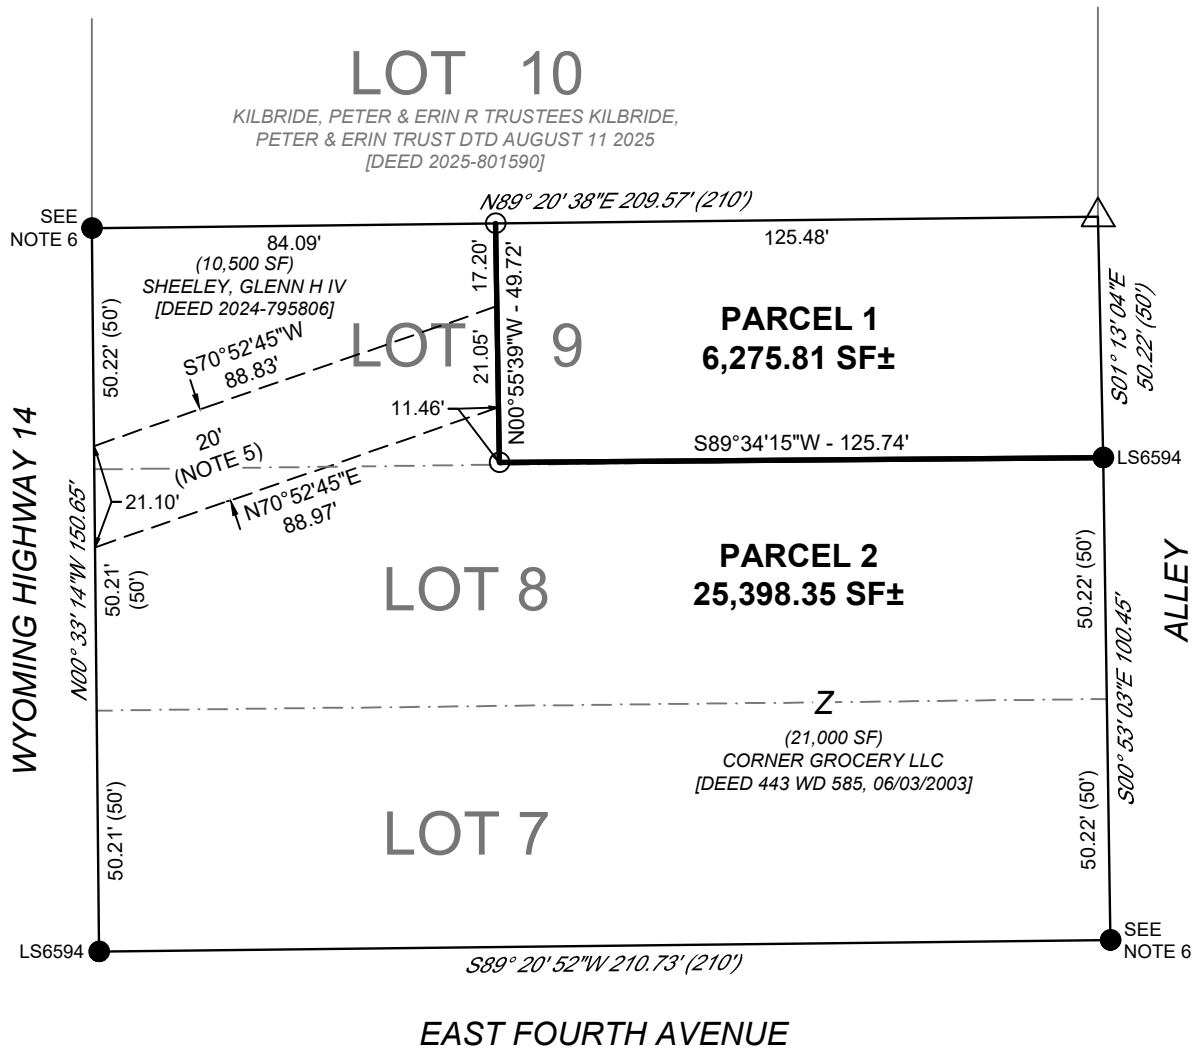 LOT 10
KILBRIDE, PETER & ERIN R TRUSTEES KILBRIDE,
PETER & ERIN TRUST DTD AUGUST 11 2025
[DEED 2025-801590]
N89° 20' 38"E 209.57' (210')
SEE
NOTE 6
84.09'
125.48'
(10,500 SF)
SHEELEY, GLENN H IV
[DEED 2024-795806]
17.20'
N00°55'39"W - 49.72'
S01° 13' 04"E
50.22' (50')
50.22' (50')
PARCEL 1
6,275.81 SF±
LOT 9
S70°52'45"W
88.83'
21.05'
11.46'
20'
(NOTE 5)
S89°34'15"W - 125.74'
LS6594
N70°52'45"E
88.97'
21.10'
WYOMING HIGHWAY 14
N00° 33' 14"W 150.65'
50.21'
(50')
LOT 8
PARCEL 2
25,398.35 SF±
50.22' (50')
ALLEY
S00° 53' 03"E 100.45'
Z
(21,000 SF)
CORNER GROCERY LLC
[DEED 443 WD 585, 06/03/2003]
50.21' (50')
LOT 7
50.22' (50')
LS6594
SEE
NOTE 6
S89° 20' 52"W 210.73' (210')
EAST FOURTH AVENUE